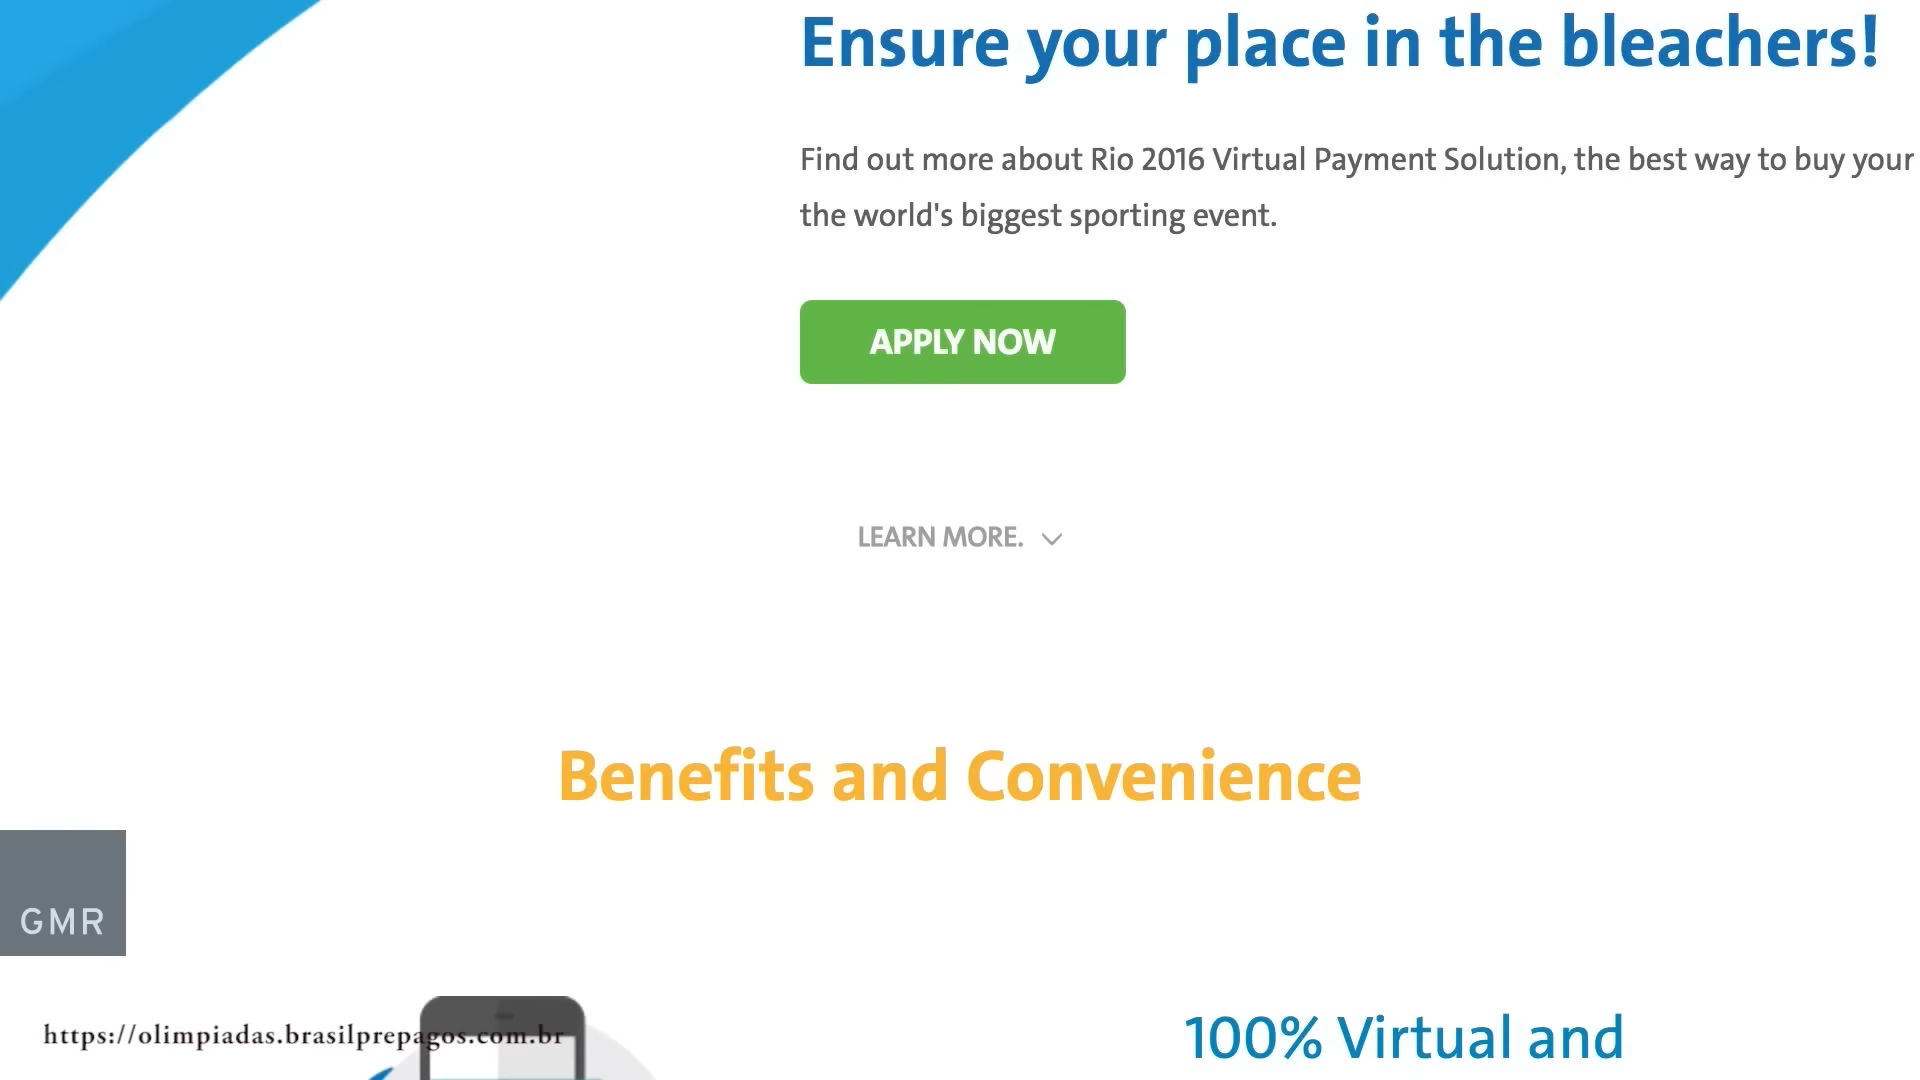 Ensure your place in the bleachers!
Find out more about Rio 2016 Virtual Payment Solution, the best way to buy your
the world's biggest sporting event.
APPLY NOW
LEARN MORE.
Benefits and Convenience
GMR
https://olimpiadas.brasilprepagos.com.br
100% Virtual and